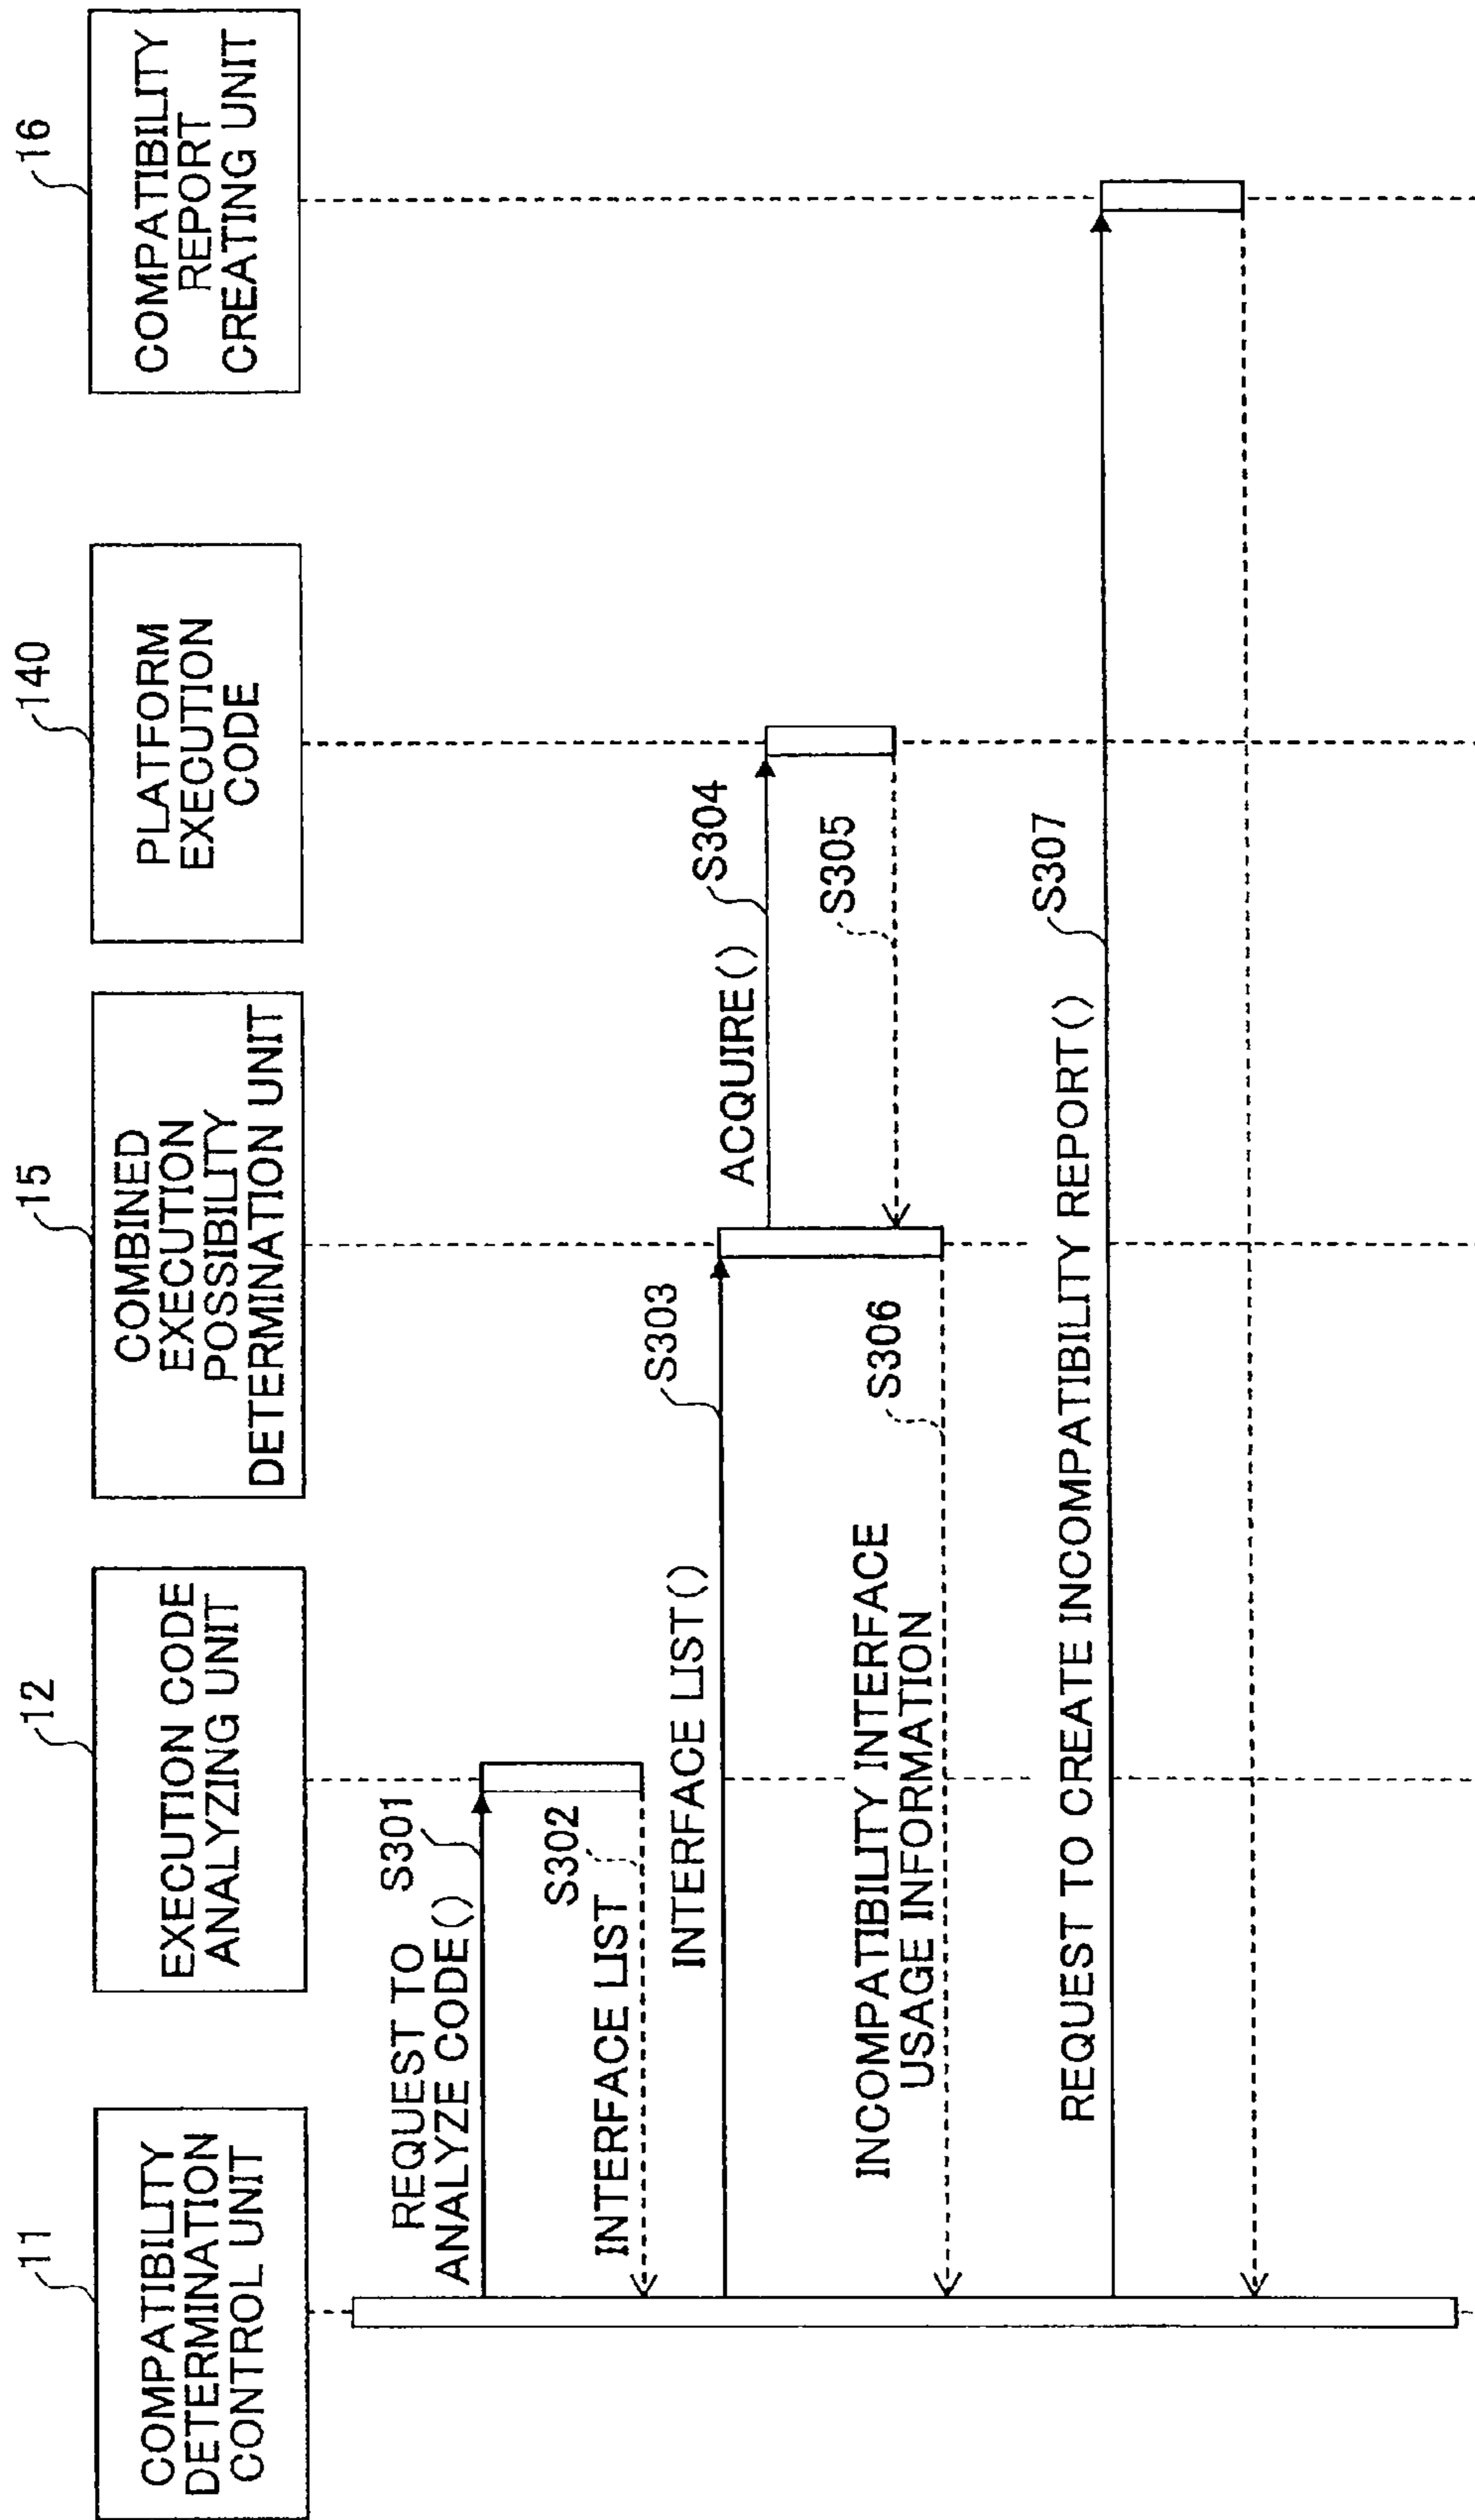 11
COMPATIBILITY
DETERMINATION
CONTROL UNIT
12
EXECUTION CODE
ANALYZING UNIT
15
COMBINED
EXECUTION
POSSIBILITY
DETERMINATION UNIT
140
PLATFORM
EXECUTION
CODE
16
COMPATIBILITY
REPORT
CREATING UNIT
REQUEST TO
ANALYZE CODE()
S301
S302
INTERFACE LIST
INTERFACE LIST()
S303
ACQUIRE()
S304
S305
S306
INCOMPATIBILITY INTERFACE
USAGE INFORMATION
REQUEST TO CREATE INCOMPATIBILITY REPORT()
S307